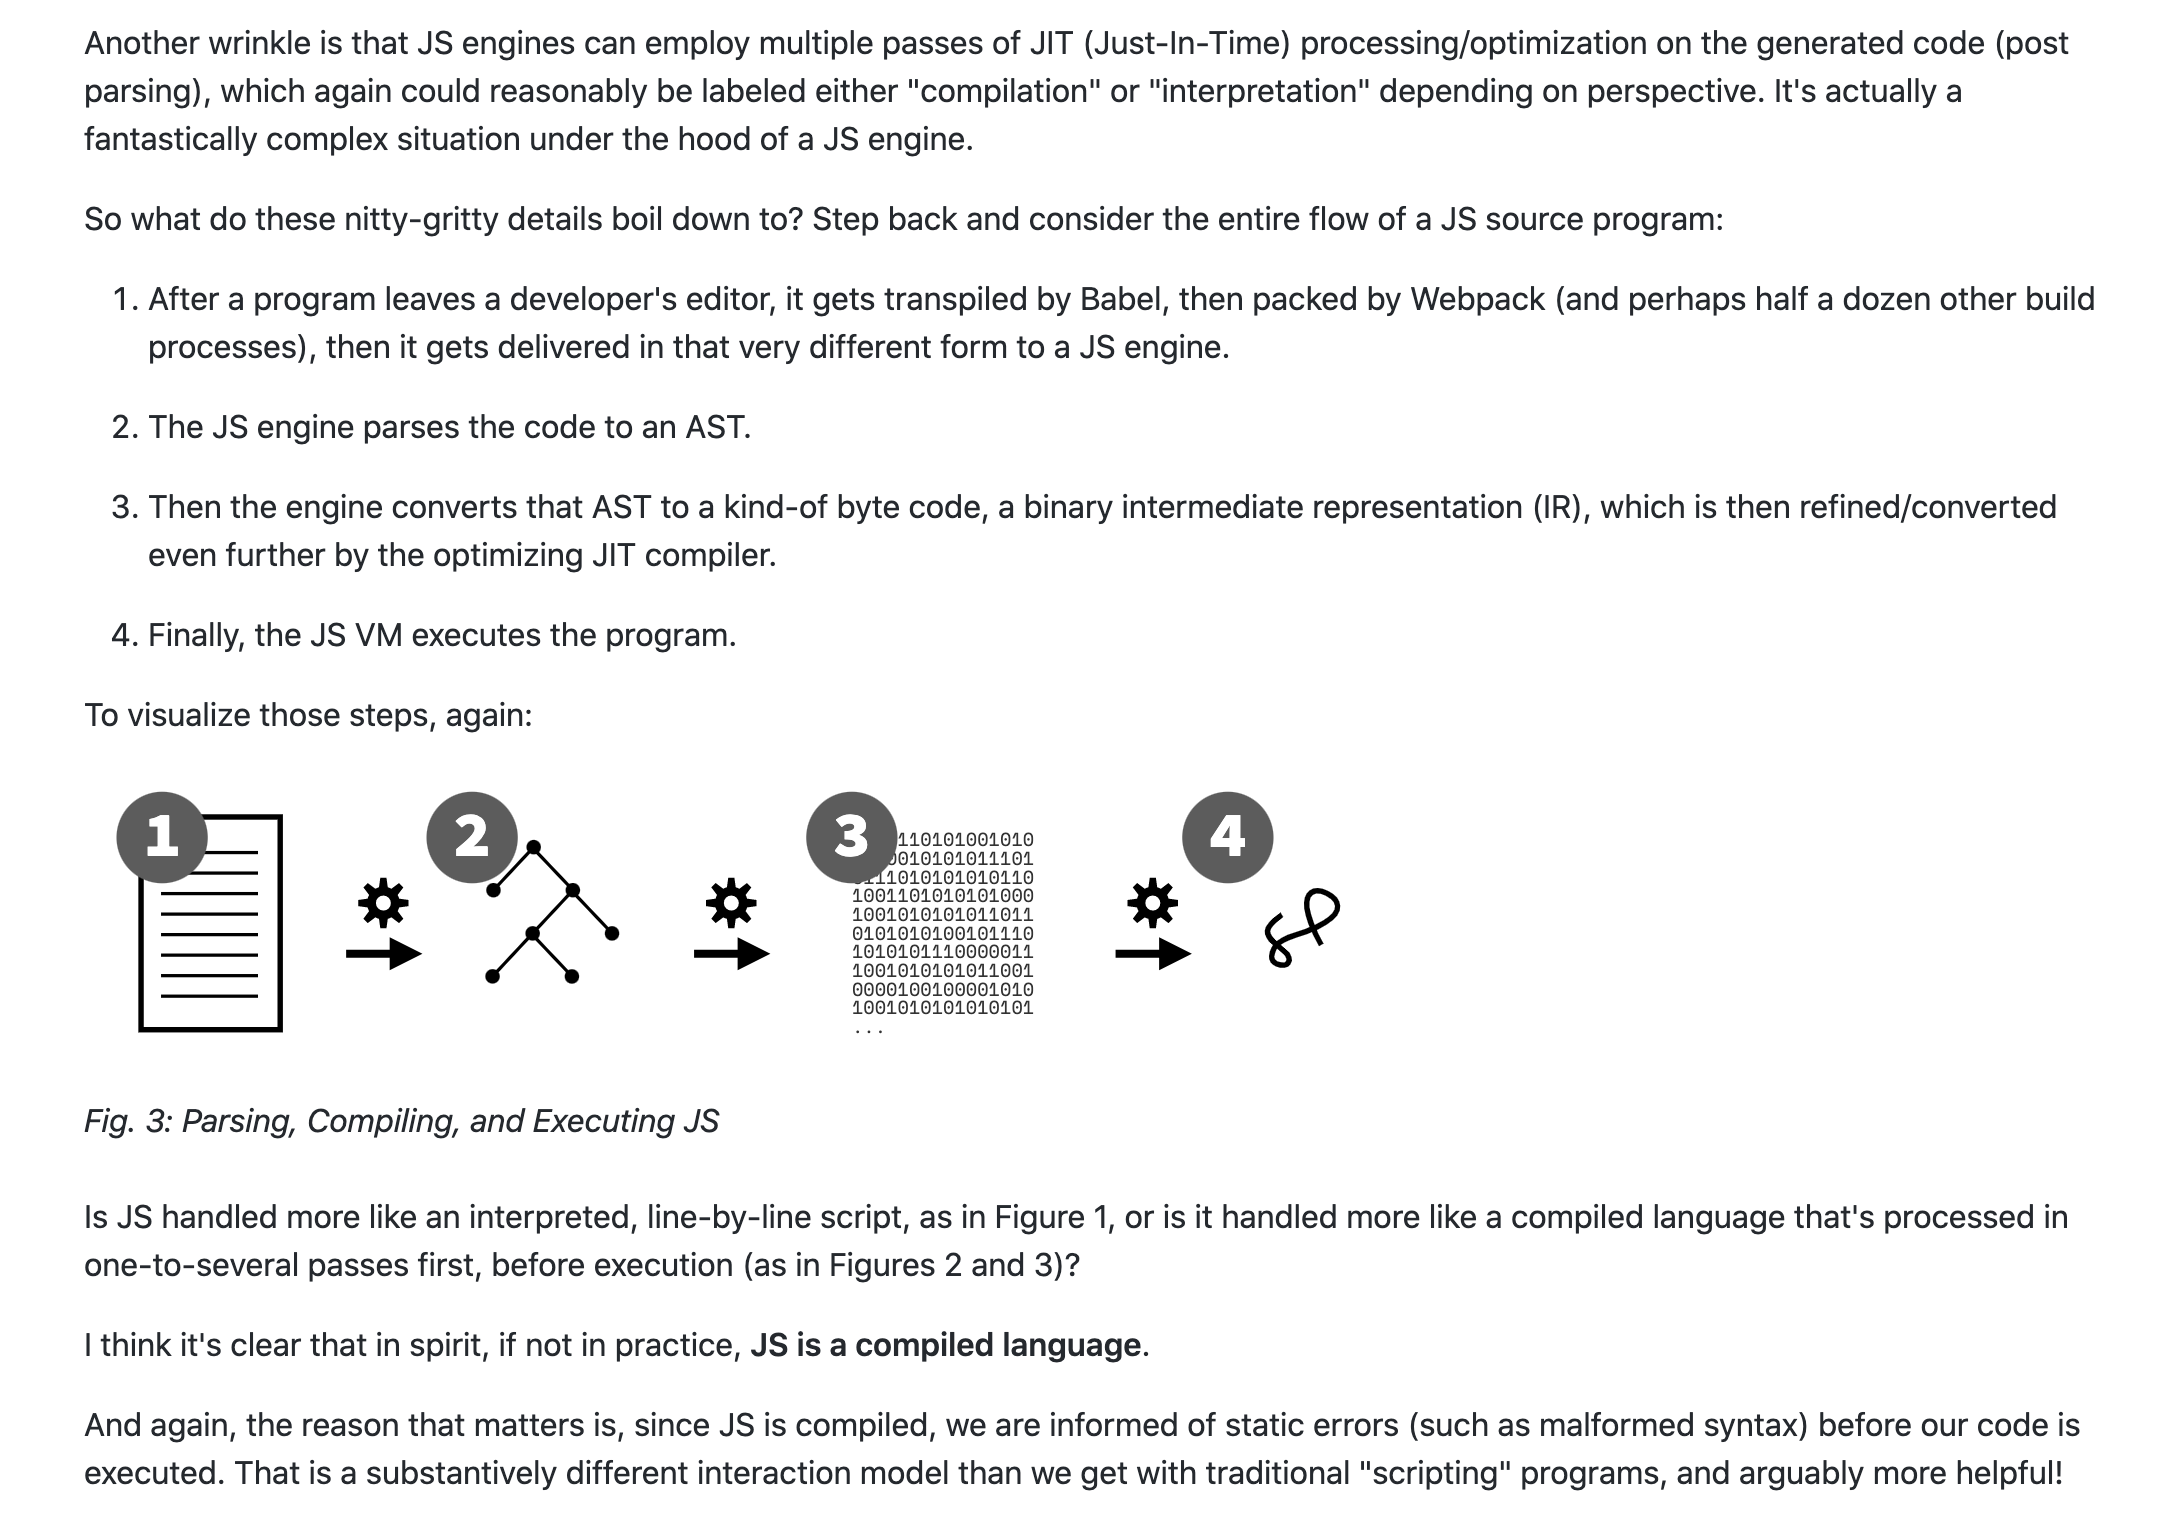 Another wrinkle is that JS engines can employ multiple passes of JIT (Just-In-Time) processing/optimization on the generated code (post
parsing), which again could reasonably be labeled either "compilation" or "interpretation" depending on perspective. It's actually a
fantastically complex situation under the hood of a JS engine.
So what do these nitty-gritty details boil down to? Step back and consider the entire flow of a JS source program:
1. After a program leaves a developer's editor, it gets transpiled by Babel, then packed by Webpack (and perhaps half a dozen other build
processes), then it gets delivered in that very different form to a JS engine.
2. The JS engine parses the code to an AST.
3. Then the engine converts that AST to a kind-of byte code, a binary intermediate representation (IR), which is then refined/converted
even further by the optimizing JIT compiler.
4. Finally, the JS VM executes the program.
To visualize those steps, again:
1
2
3
4
110101001010
0010101011101
1110101010110
1001101010101000
1001010101011011
0101010100101110
1010101110000011
1001010101011001
0000100100001010
1001010101010101
...
Fig. 3: Parsing, Compiling, and Executing JS
Is JS handled more like an interpreted, line-by-line script, as in Figure 1, or is it handled more like a compiled language that's processed in
one-to-several passes first, before execution (as in Figures 2 and 3)?
I think it's clear that in spirit, if not in practice, JS is a compiled language.
And again, the reason that matters is, since JS is compiled, we are informed of static errors (such as malformed syntax) before our code is
executed. That is a substantively different interaction model than we get with traditional "scripting" programs, and arguably more helpful!